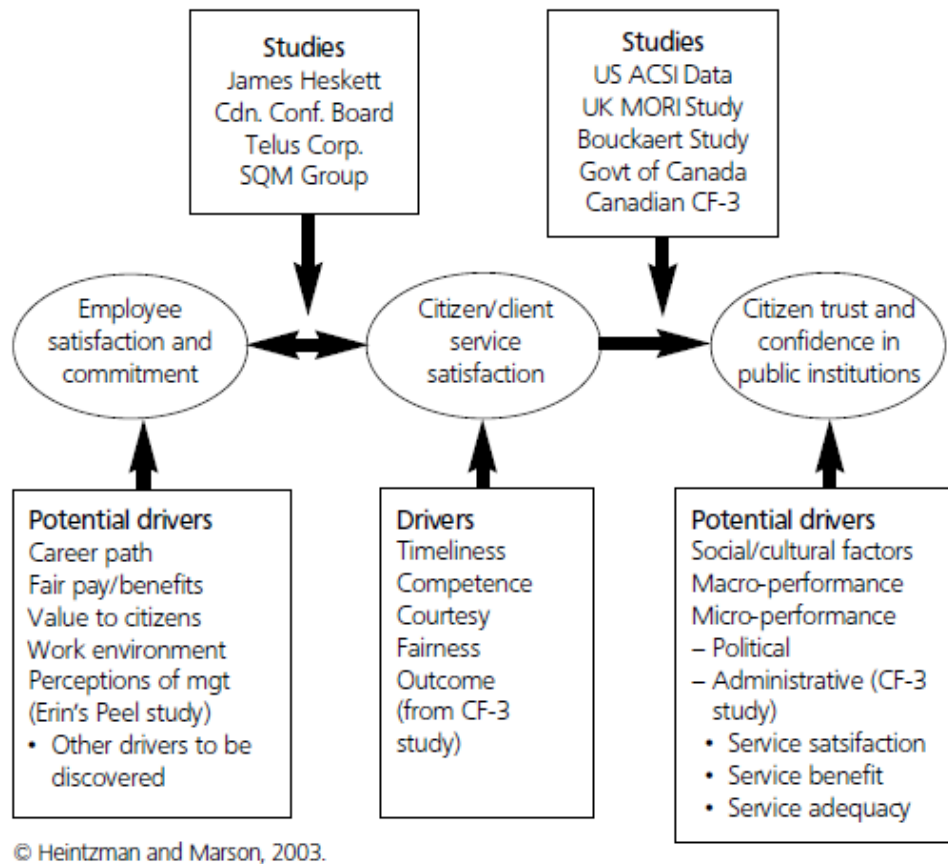 Studies
James Heskett
Cdn. Conf. Board
Telus Corp.
SQM Group
Studies
US ACSI Data
UK MORI Study
Bouckaert Study
Govt of Canada
Canadian CF-3
Employee
satisfaction and
commitment
Citizen/client
service
satisfaction
Citizen trust and
confidence in
public institutions
Potential drivers
Career path
Fair pay/benefits
Value to citizens
Work environment
Perceptions of mgt
(Erin's Peel study)
• Other drivers to be
discovered
Drivers
Timeliness
Competence
Courtesy
Fairness
Outcome
(from CF-3
study)
Potential drivers
Social/cultural factors
Macro-performance
Micro-performance
– Political
– Administrative (CF-3
study)
• Service satsifaction
• Service benefit
• Service adequacy
© Heintzman and Marson, 2003.